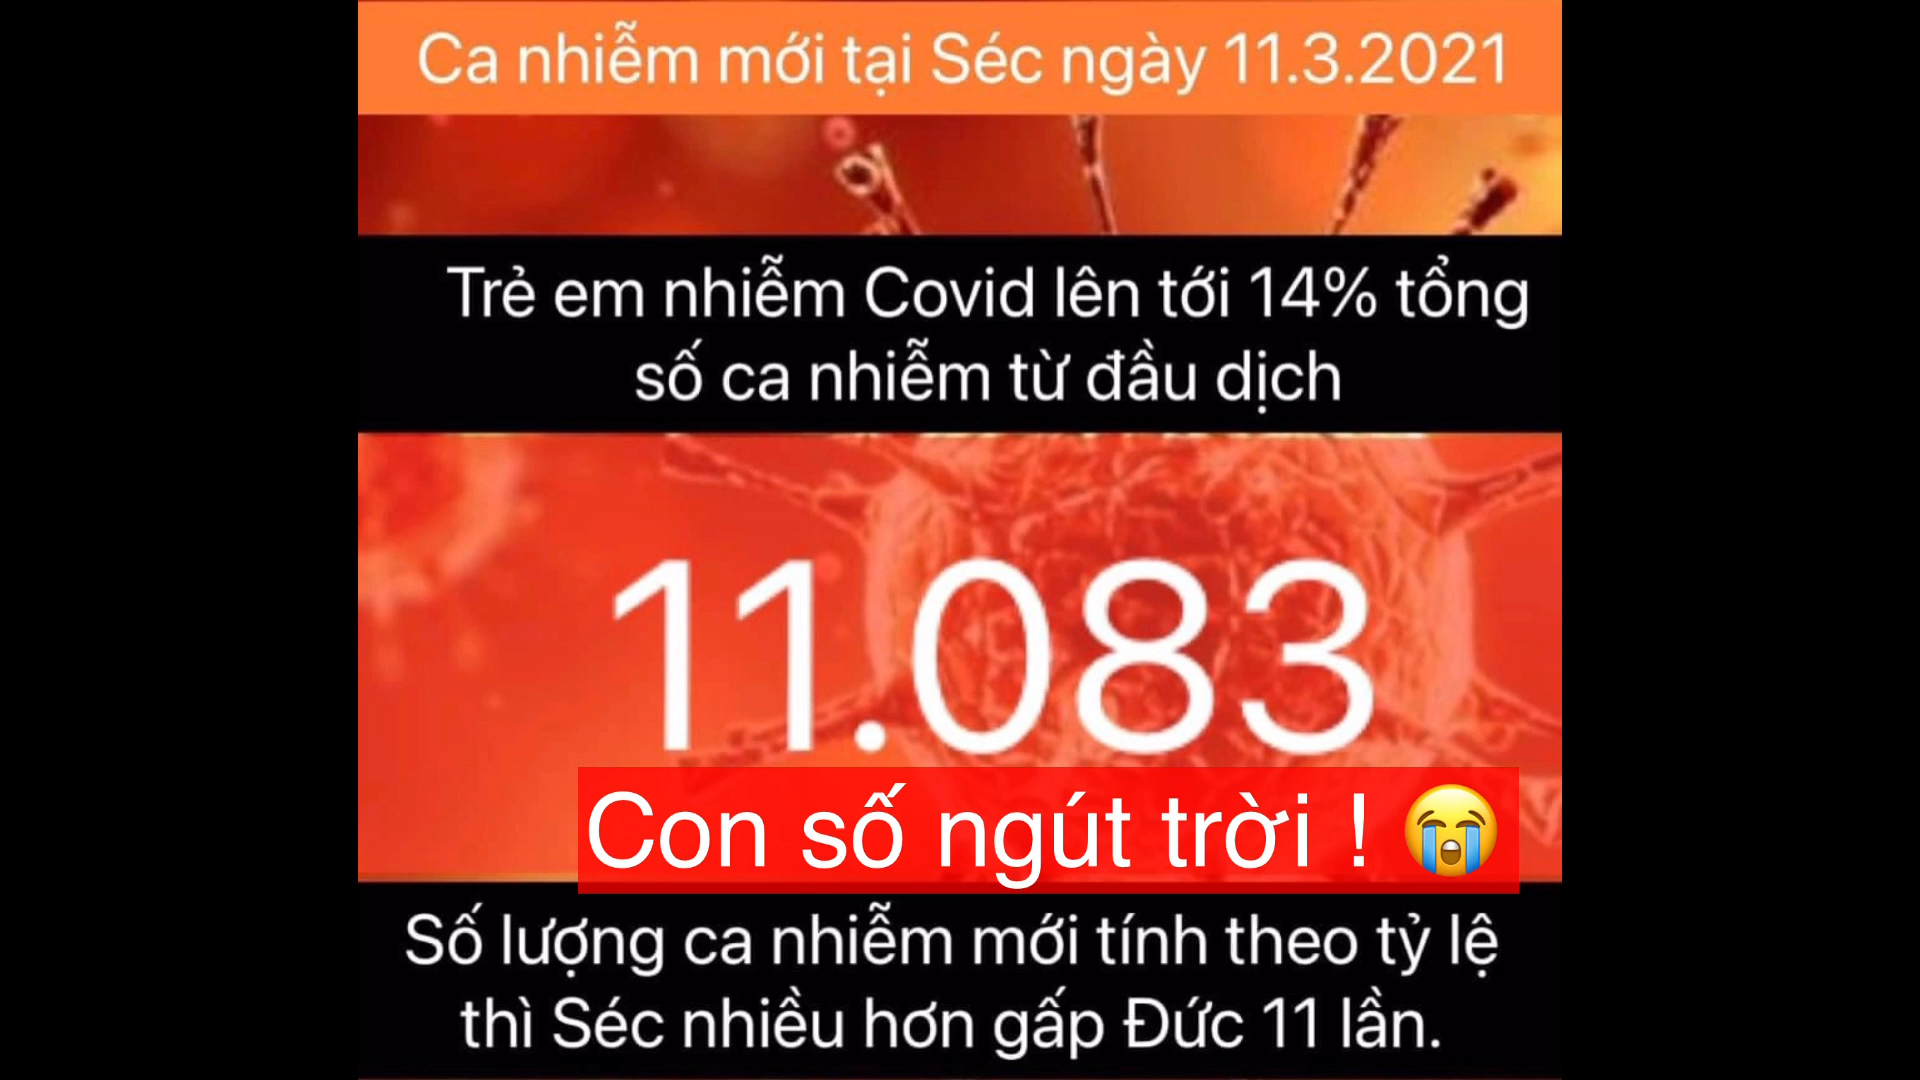 Ca nhiễm mới tại Séc ngày 11.3.2021
Trẻ em nhiễm Covid lên tới 14% tổng
số ca nhiễm từ đầu dịch
11.083
Con số ngút trời ! 😭
Số lượng ca nhiễm mới tính theo tỷ lệ
thì Séc nhiều hơn gấp Đức 11 lần.